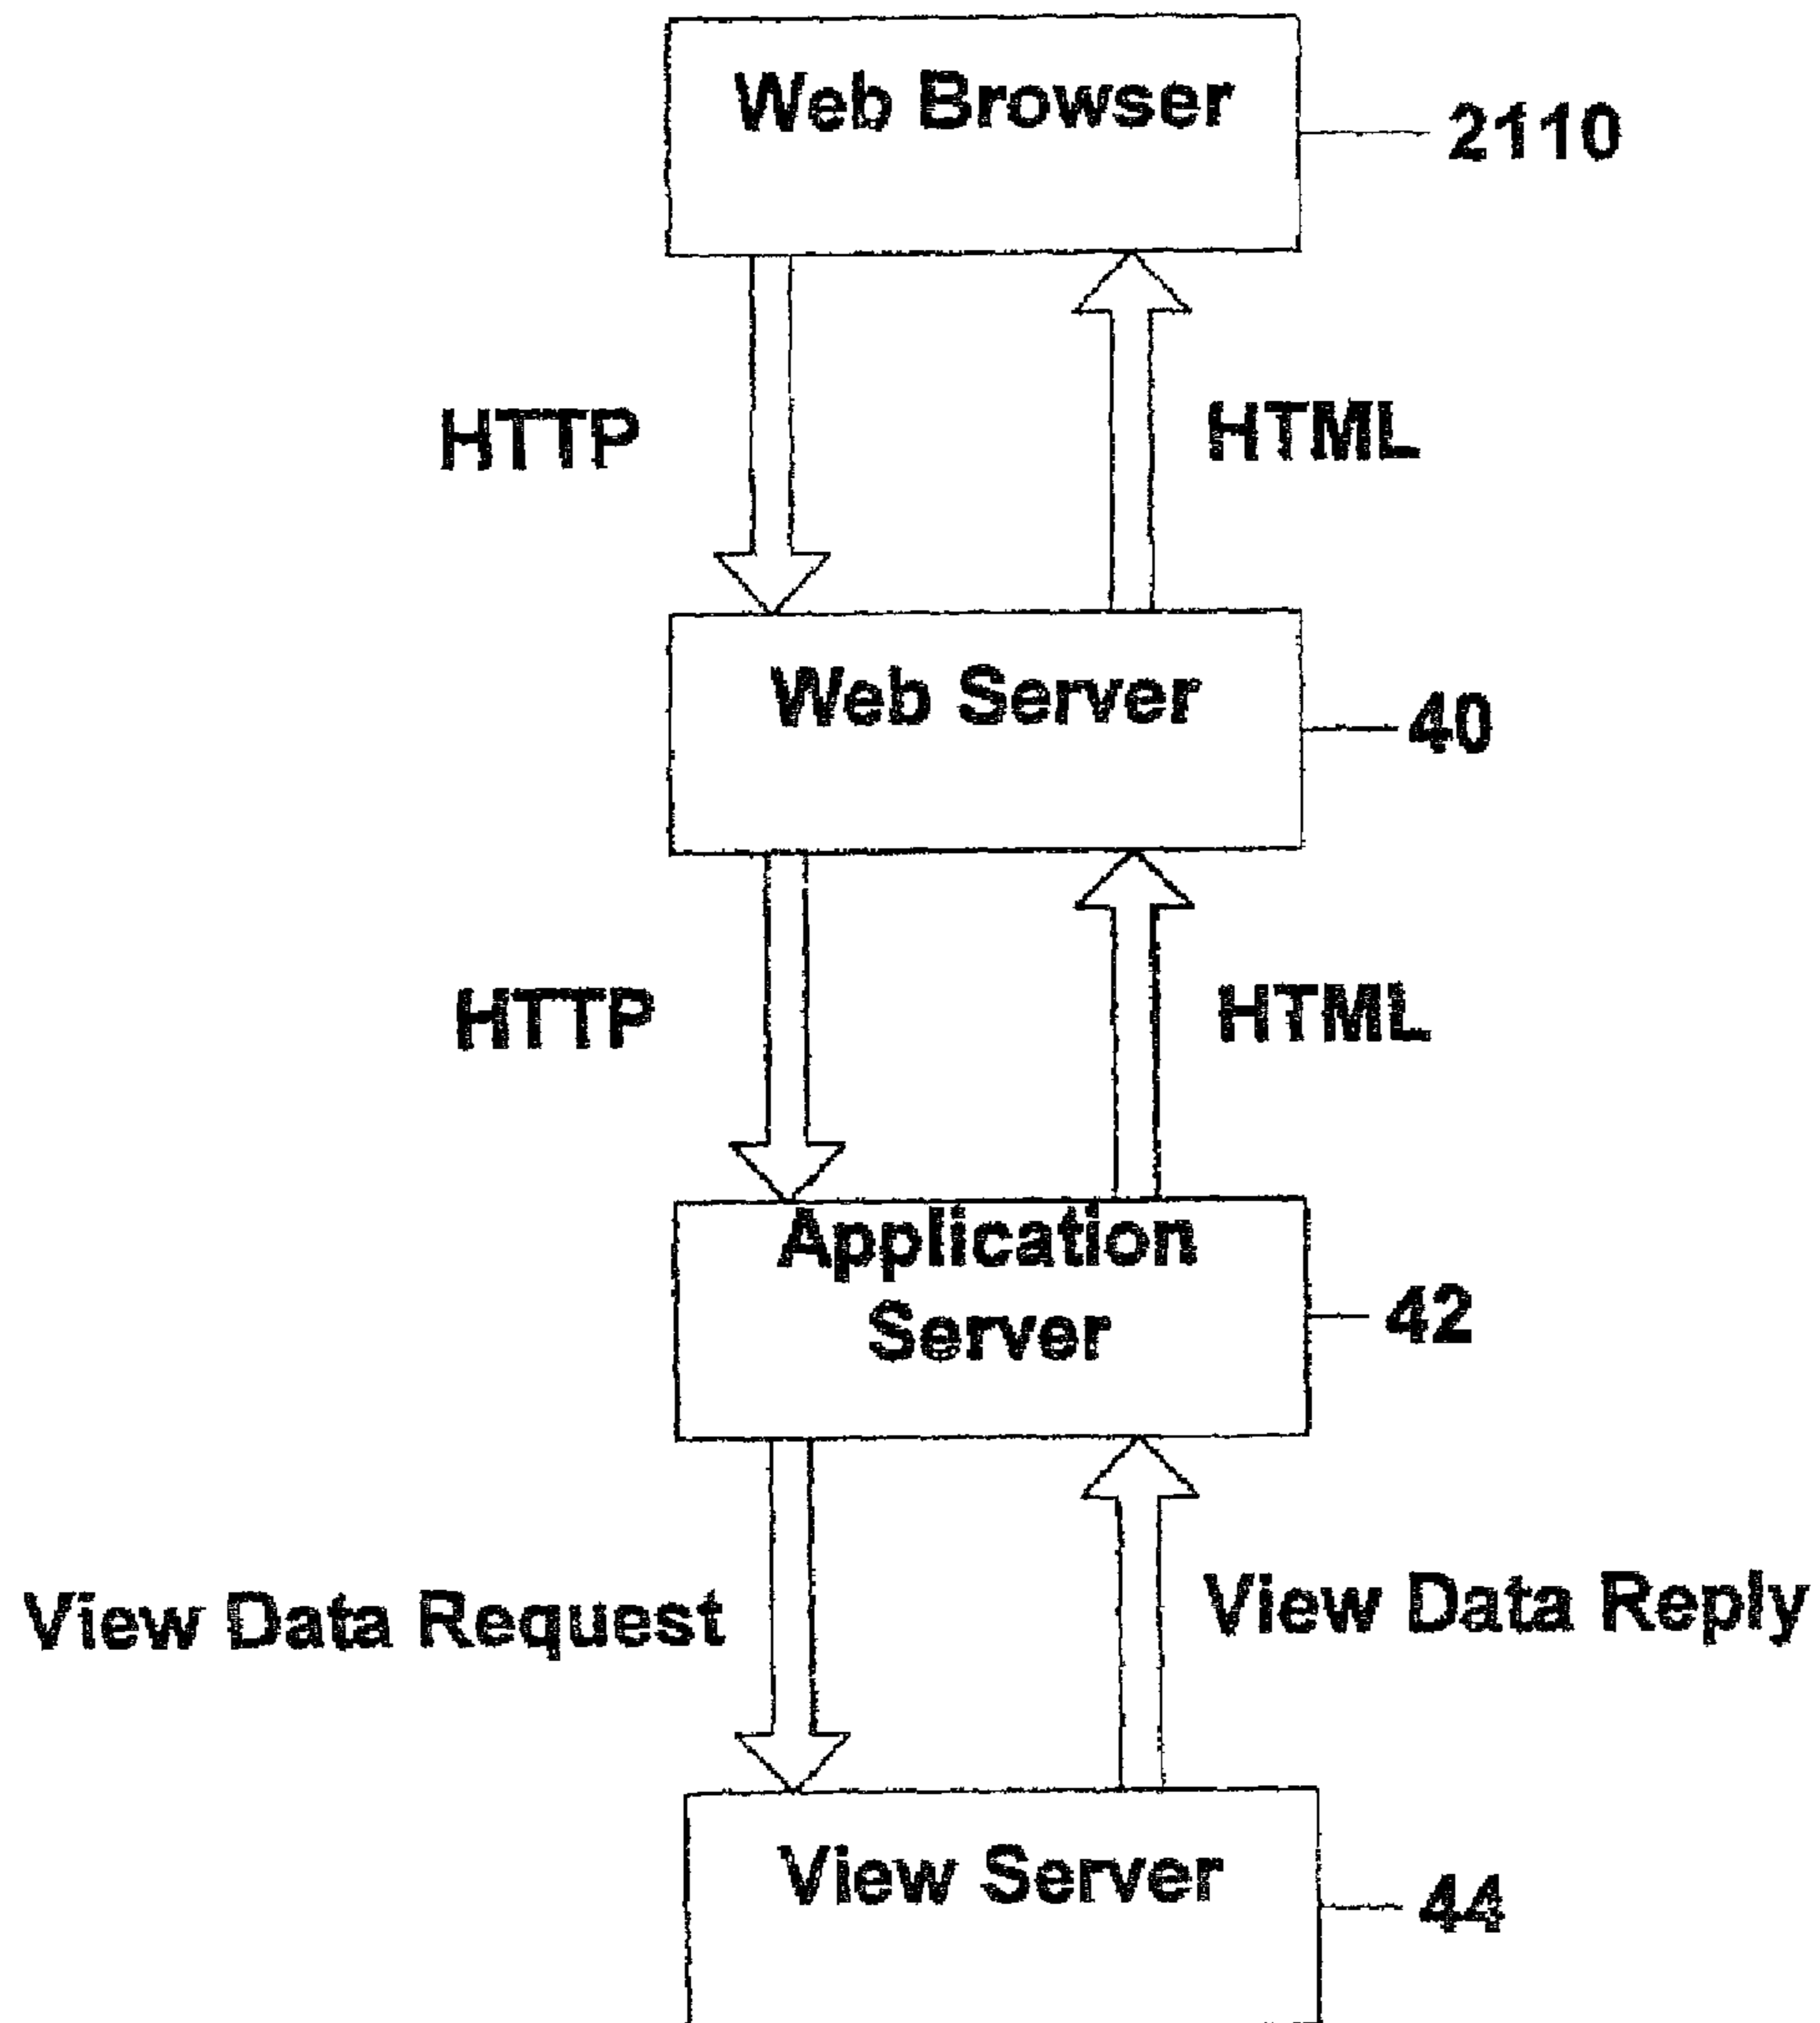 Web Browser
2110
HTTP
HTML
Web Server
40
HTTP
HTML
Application
Server
42
View Data Request
View Data Reply
View Server
44